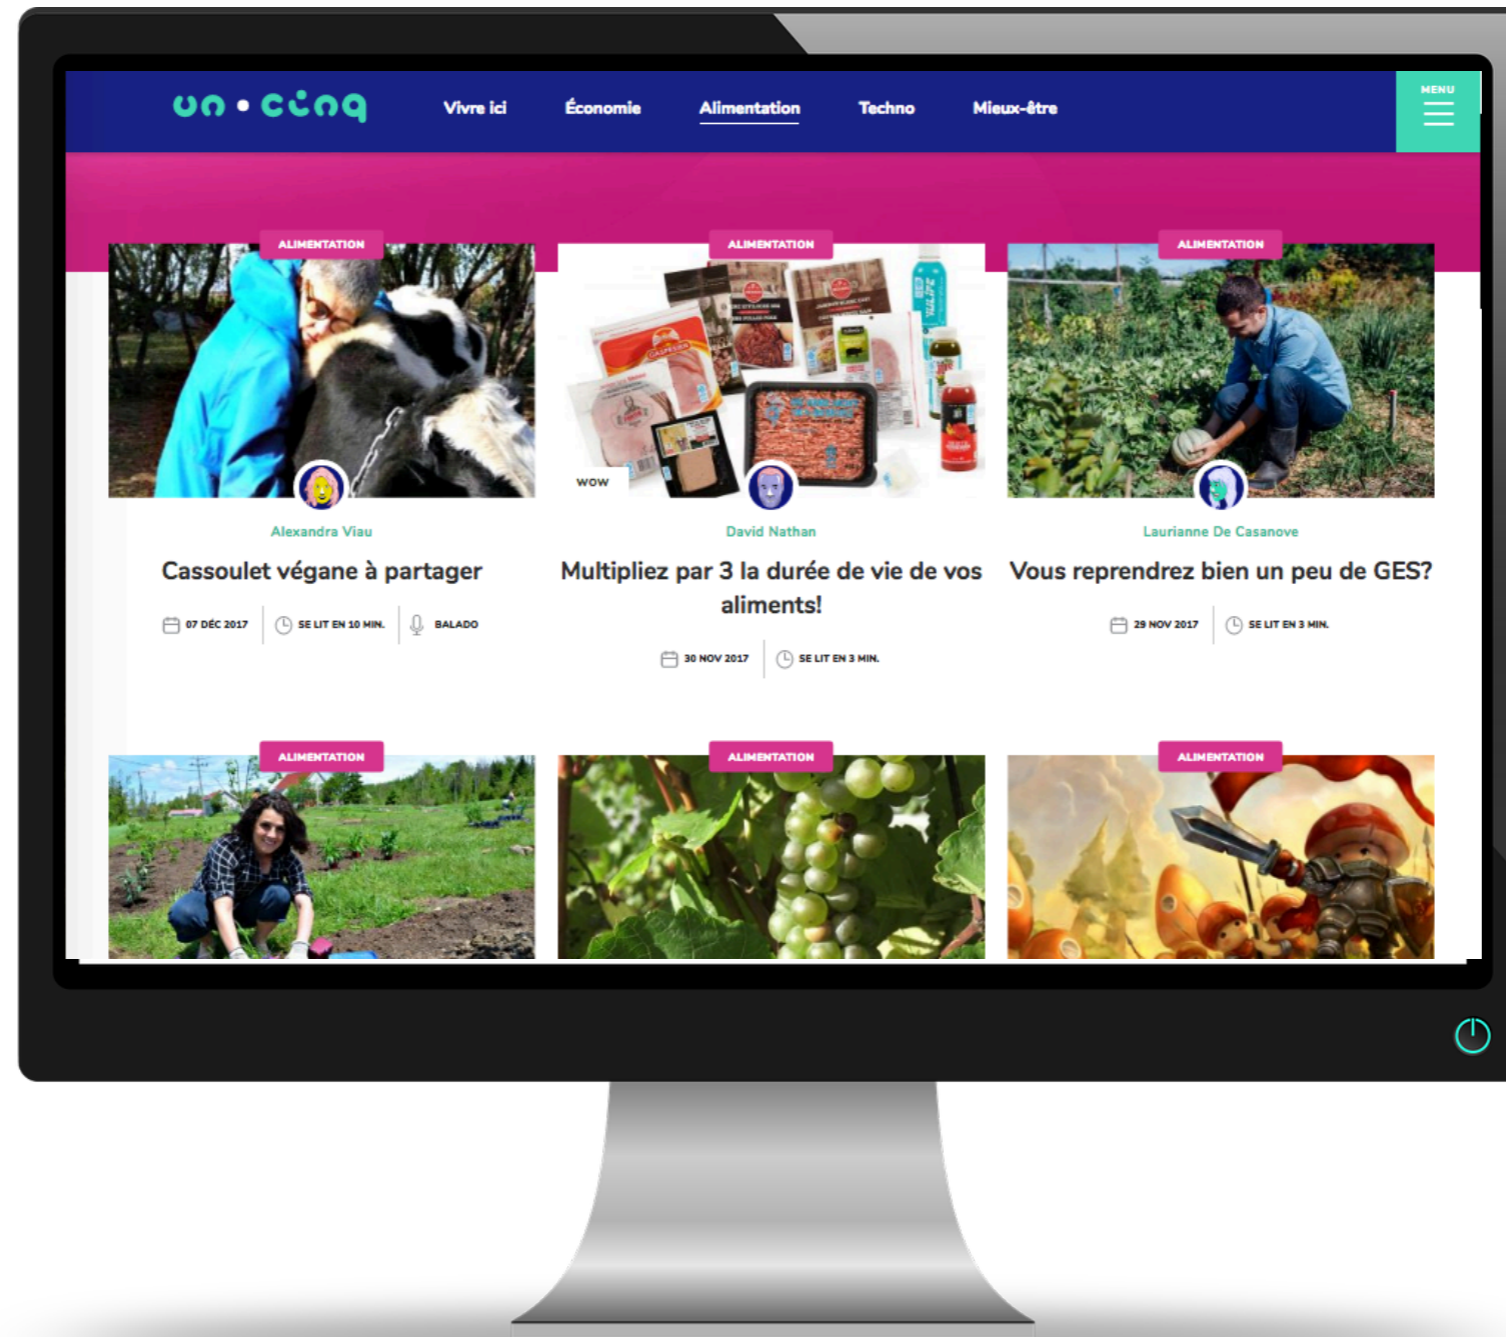 un • cinq
Vivre ici
Économie
Alimentation
Techno
Mieux-être
MENU
ALIMENTATION
ALIMENTATION
ALIMENTATION
WOW
Alexandra Viau
David Nathan
Laurianne De Casanove
Cassoulet végane à partager
Multipliez par 3 la durée de vie de vos
aliments!
Vous reprendrez bien un peu de GES?
07 DÉC 2017
SE LIT EN 10 MIN.
BALADO
30 NOV 2017
SE LIT EN 3 MIN.
29 NOV 2017
SE LIT EN 3 MIN.
ALIMENTATION
ALIMENTATION
ALIMENTATION